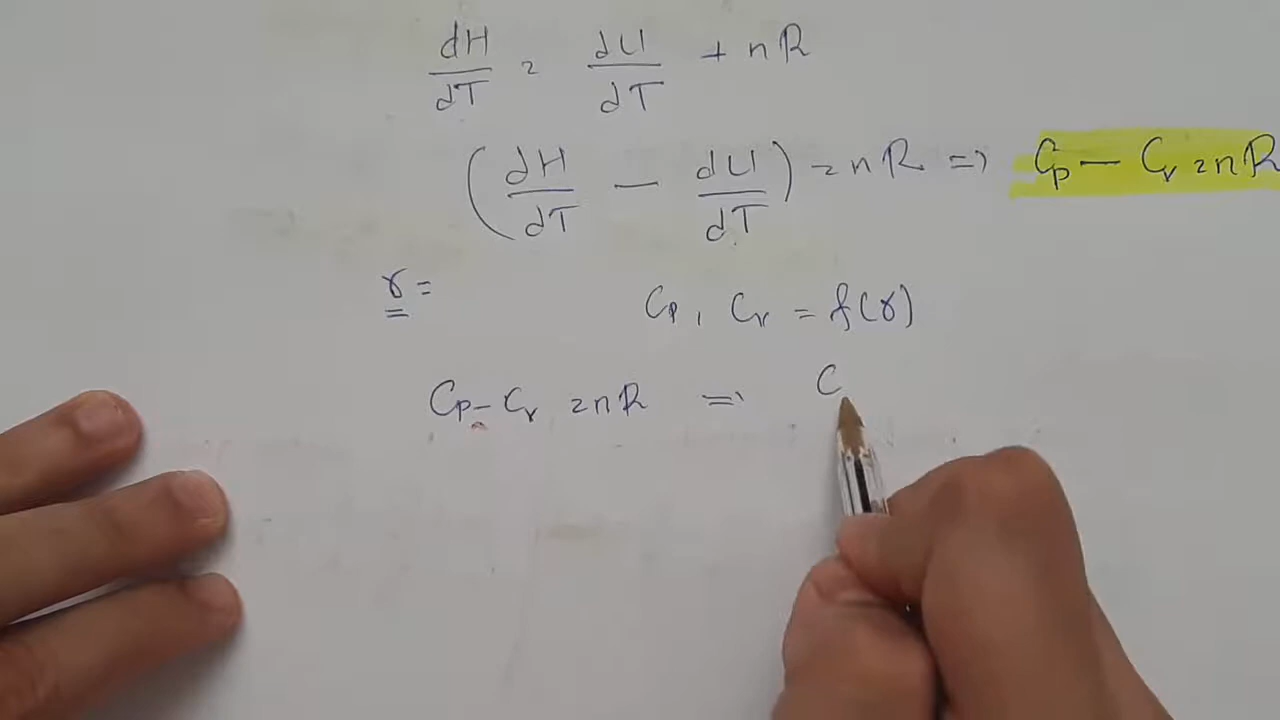 dH/dT = dU/dT + nR
(dH/dT − dU/dT) = nR => Cp − Cv = nR
γ =
Cp, Cv = f(γ)
Cp − Cv = nR => C